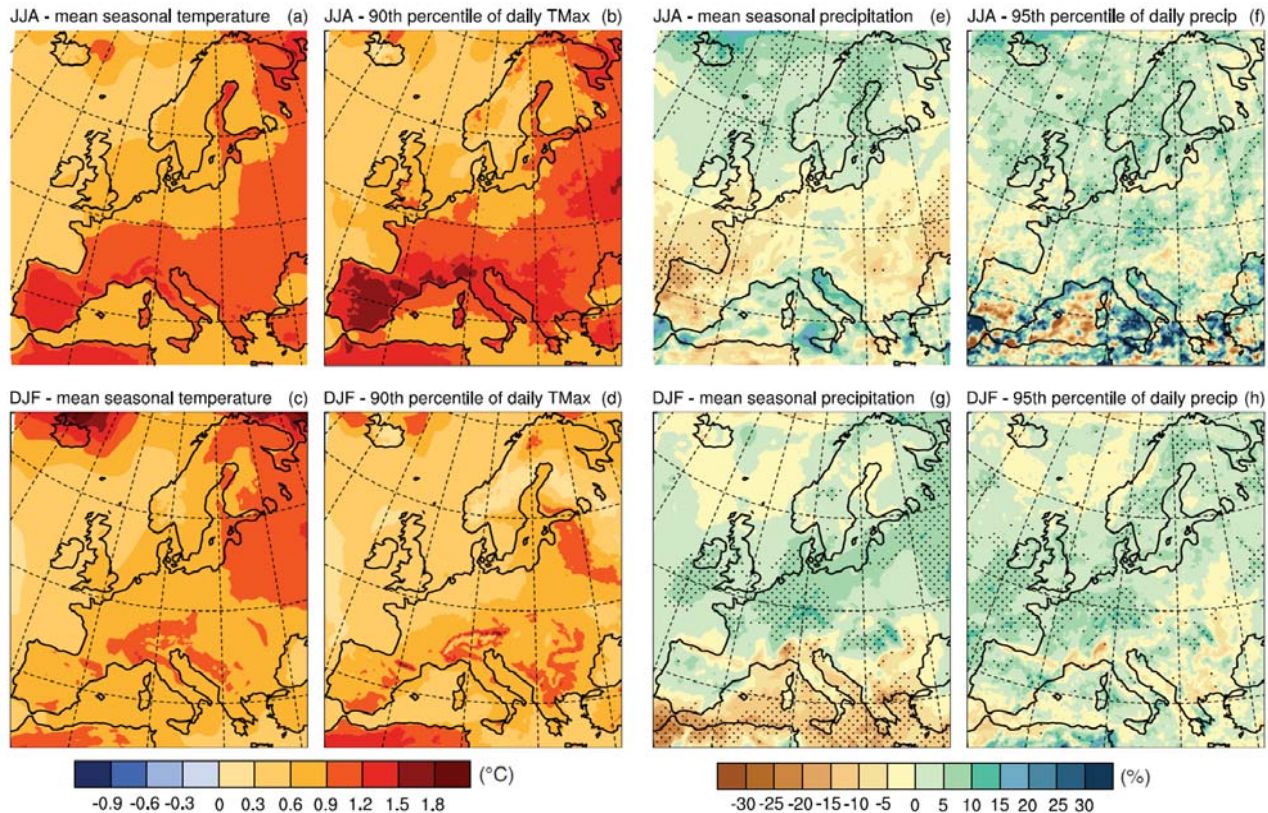 JJA - mean seasonal temperature (a)
JJA - 90th percentile of daily TMax (b)
JJA - mean seasonal precipitation (e)
JJA - 95th percentile of daily precip (f)
DJF - mean seasonal temperature (c)
DJF - 90th percentile of daily TMax (d)
DJF - mean seasonal precipitation (g)
DJF - 95th percentile of daily precip (h)
(°C)
-0.9 -0.6 -0.3 0 0.3 0.6 0.9 1.2 1.5 1.8
(%)
-30 -25 -20 -15 -10 -5 0 5 10 15 20 25 30